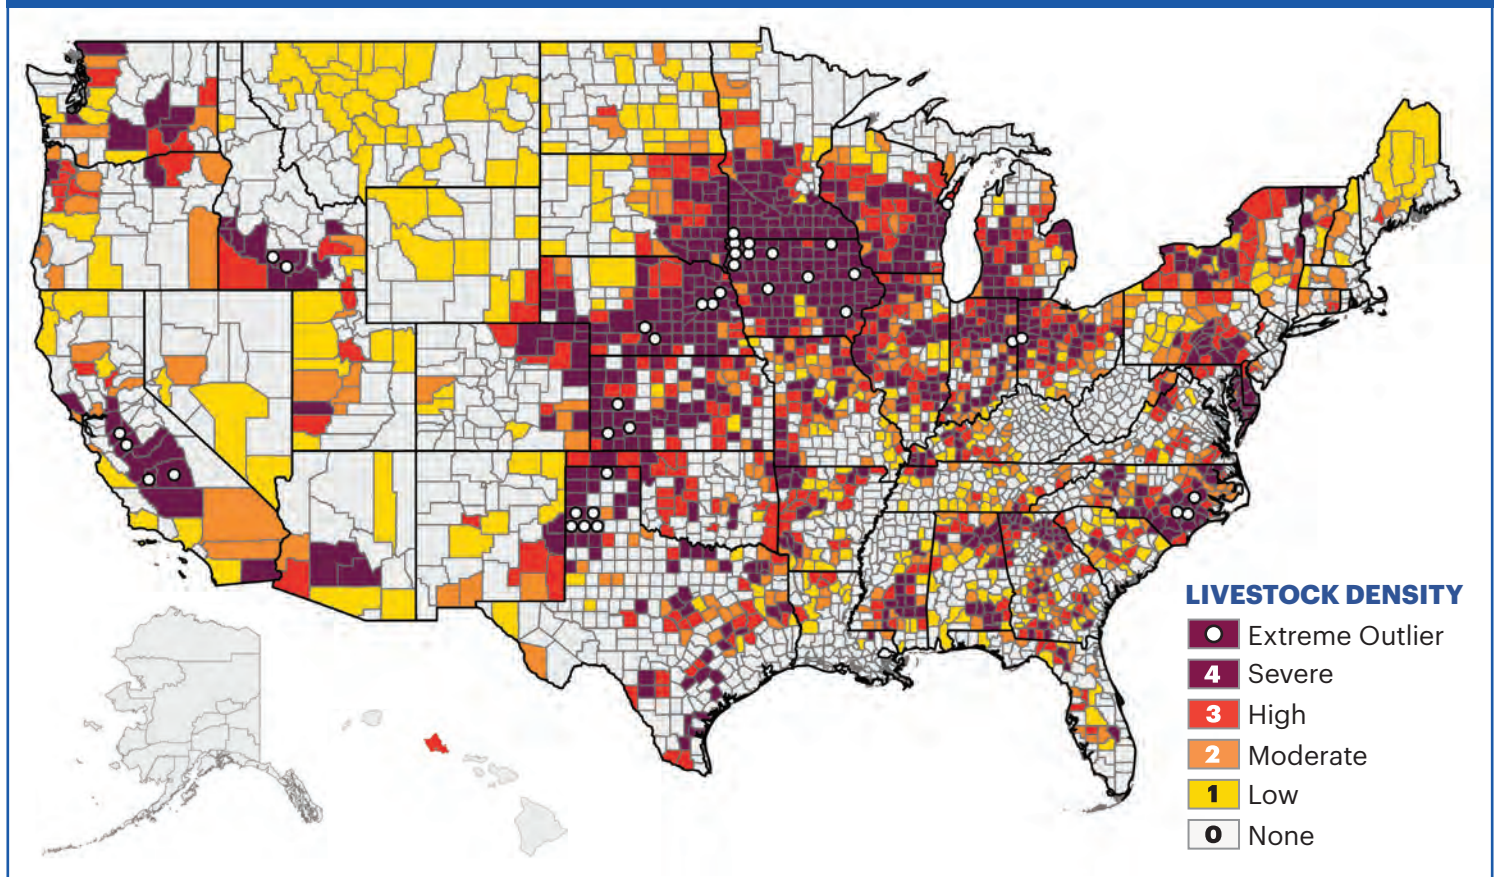 LIVESTOCK DENSITY
Extreme Outlier
4 Severe
3 High
2 Moderate
1 Low
0 None